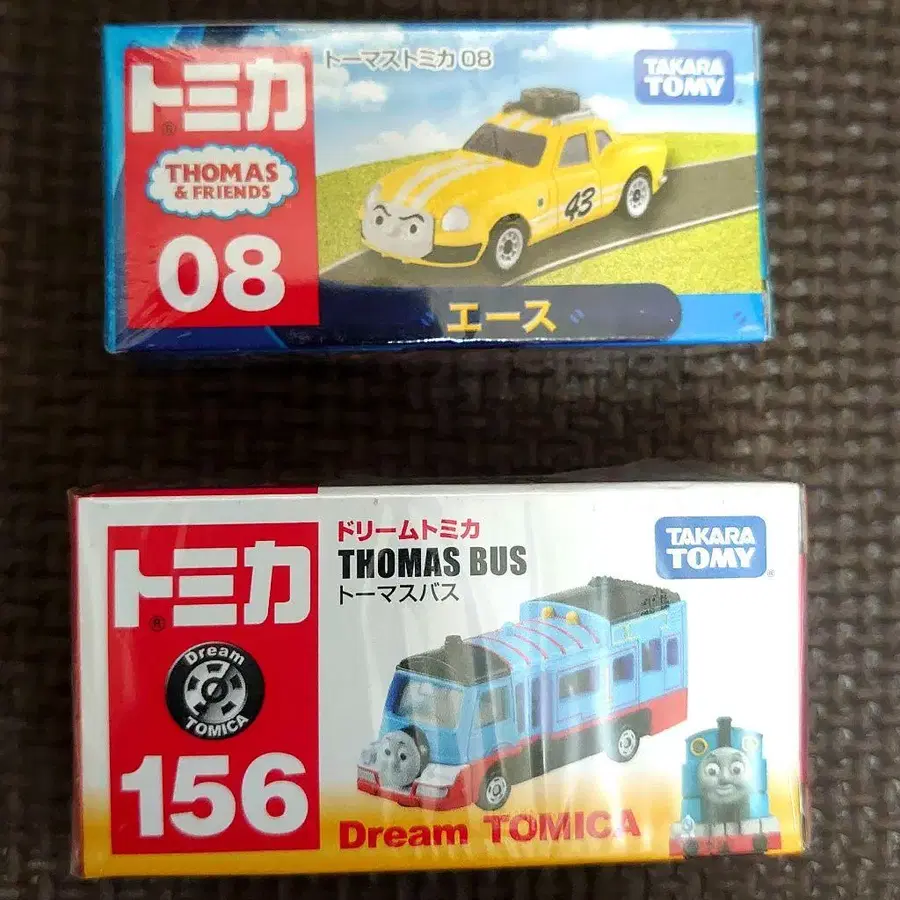 トミカ
トーマストミカ 08
TAKARA
TOMY
THOMAS
& FRIENDS
08
43
エース
トミカ
ドリームトミカ
THOMAS BUS
トーマスバス
TAKARA
TOMY
Dream
TOMICA
156
Dream TOMICA